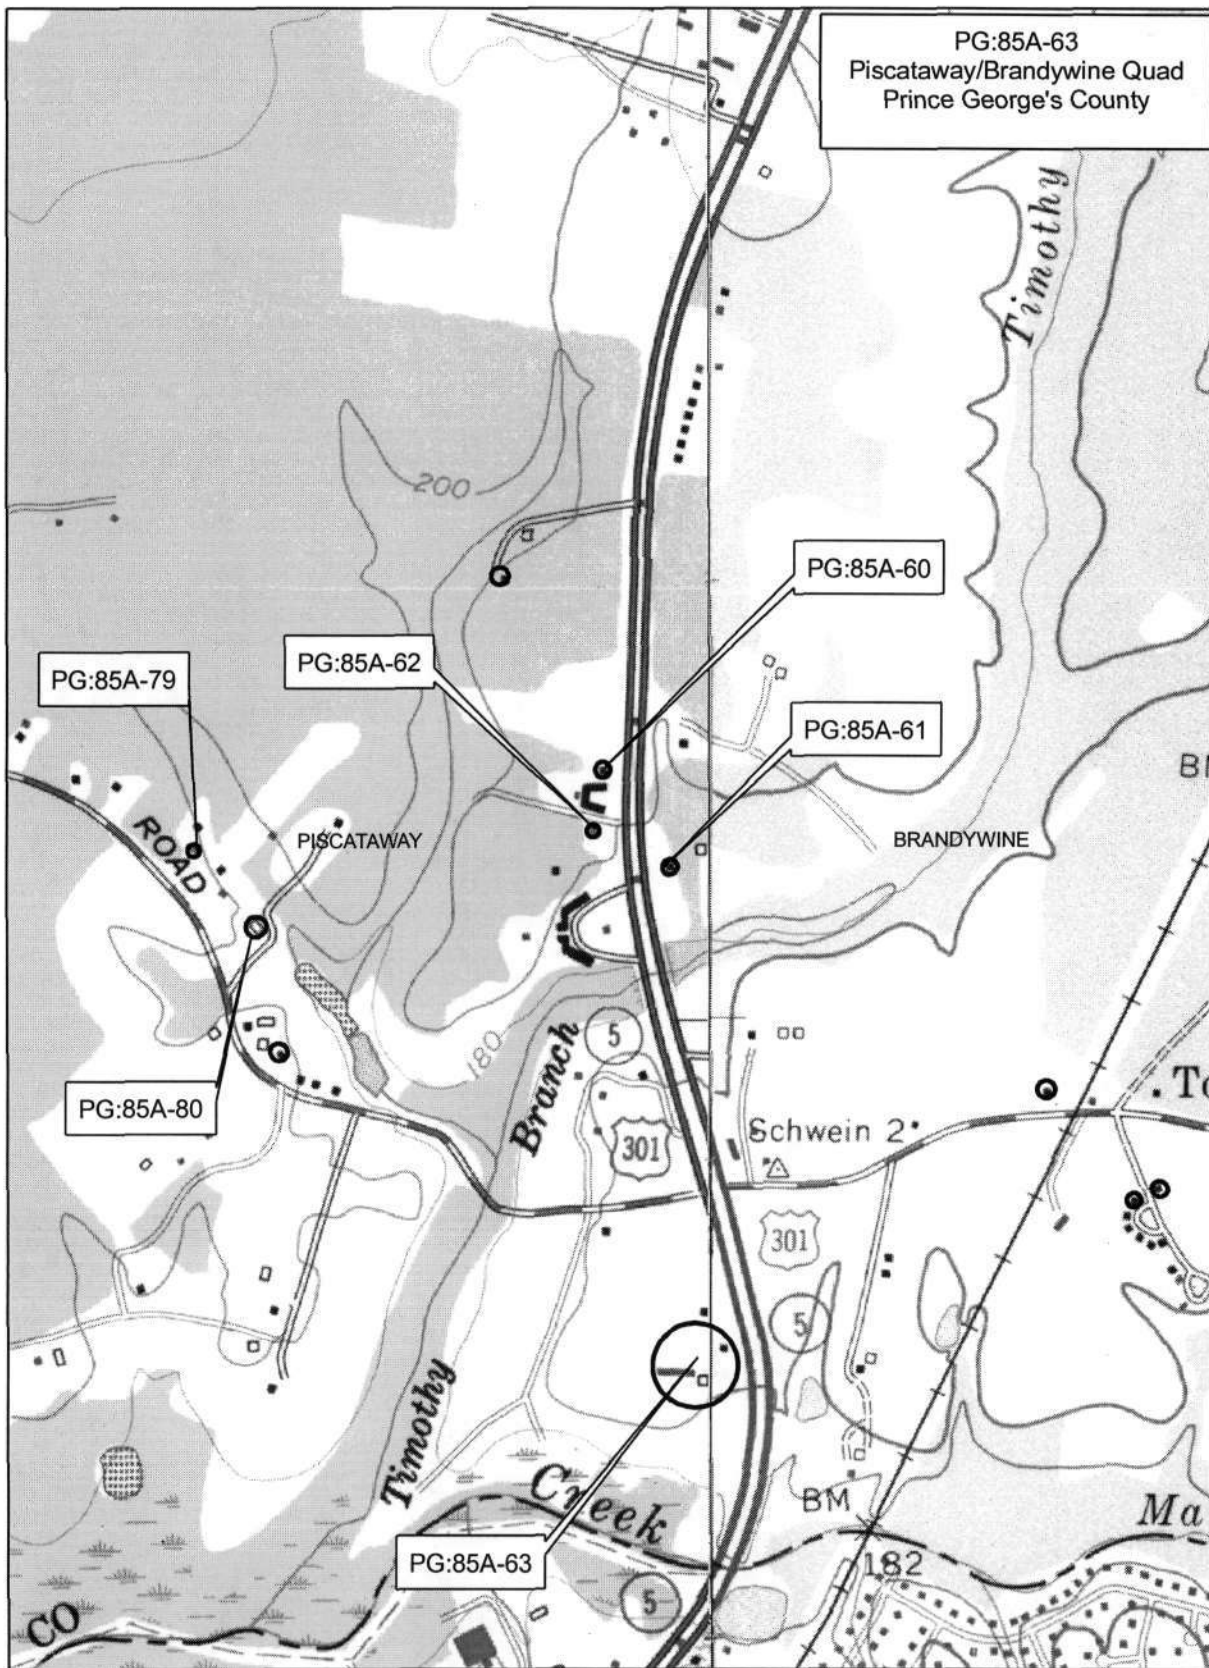 PG:85A-63
Piscataway/Brandywine Quad
Prince George's County
Timothy
200
PG:85A-60
PG:85A-62
PG:85A-79
PG:85A-61
ROAD
PISCATAWAY
BRANDYWINE
180
Branch
5
301
PG:85A-80
Schwein 2
To
301
5
Timothy
Creek
BM
Ma
PG:85A-63
182
5
CO